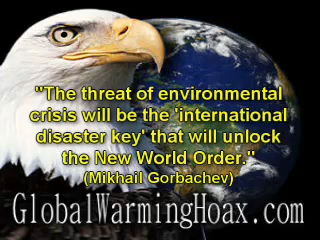 "The threat of environmental
crisis will be the 'international
disaster key' that will unlock
the New World Order."
(Mikhail Gorbachev)
GlobalWarmingHoax.com